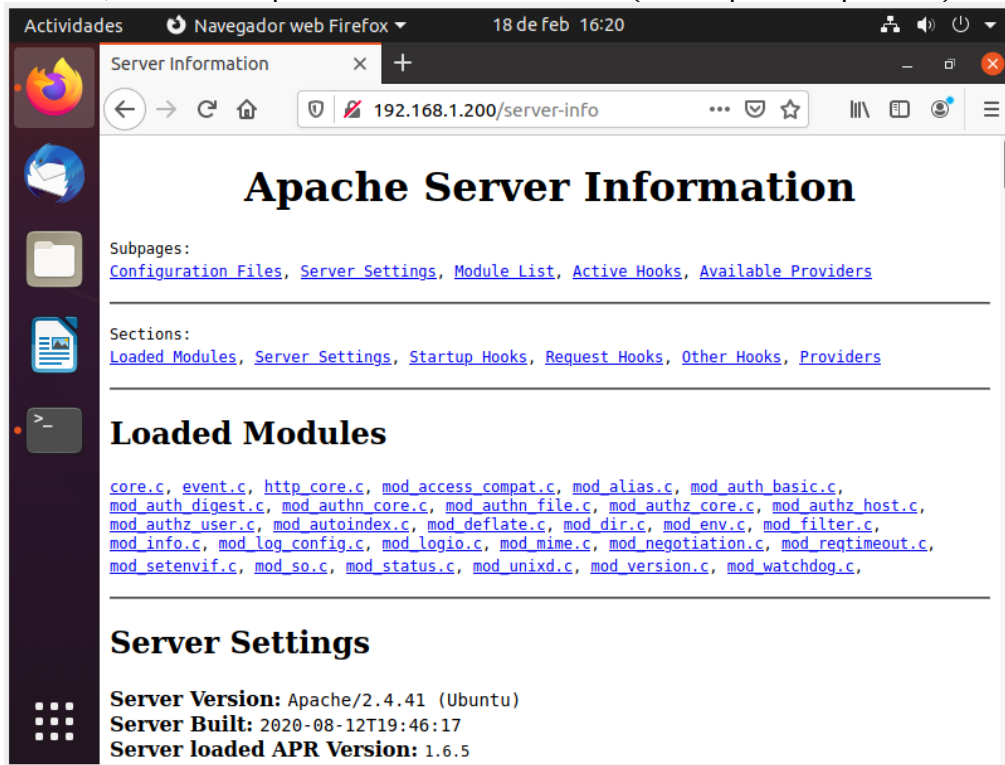 Actividades Navegador web Firefox 18 de feb 16:20
Server Information
192.168.1.200/server-info
Apache Server Information
Subpages:
Configuration Files, Server Settings, Module List, Active Hooks, Available Providers
Sections:
Loaded Modules, Server Settings, Startup Hooks, Request Hooks, Other Hooks, Providers
Loaded Modules
core.c, event.c, http_core.c, mod_access_compat.c, mod_alias.c, mod_auth_basic.c,
mod_auth_digest.c, mod_authn_core.c, mod_authn_file.c, mod_authz_core.c, mod_authz_host.c,
mod_authz_user.c, mod_autoindex.c, mod_deflate.c, mod_dir.c, mod_env.c, mod_filter.c,
mod_info.c, mod_log_config.c, mod_logio.c, mod_mime.c, mod_negotiation.c, mod_reqtimeout.c,
mod_setenvif.c, mod_so.c, mod_status.c, mod_unixd.c, mod_version.c, mod_watchdog.c,
Server Settings
Server Version: Apache/2.4.41 (Ubuntu)
Server Built: 2020-08-12T19:46:17
Server loaded APR Version: 1.6.5